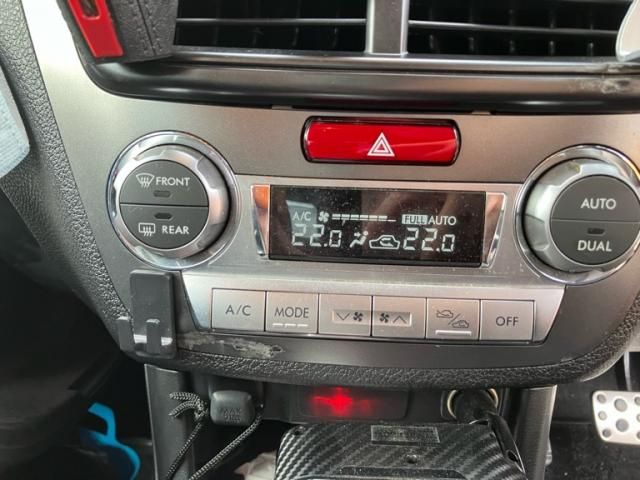 FRONT
REAR
A/C FULL AUTO
22.0 22.0
AUTO
DUAL
A/C
MODE
OFF